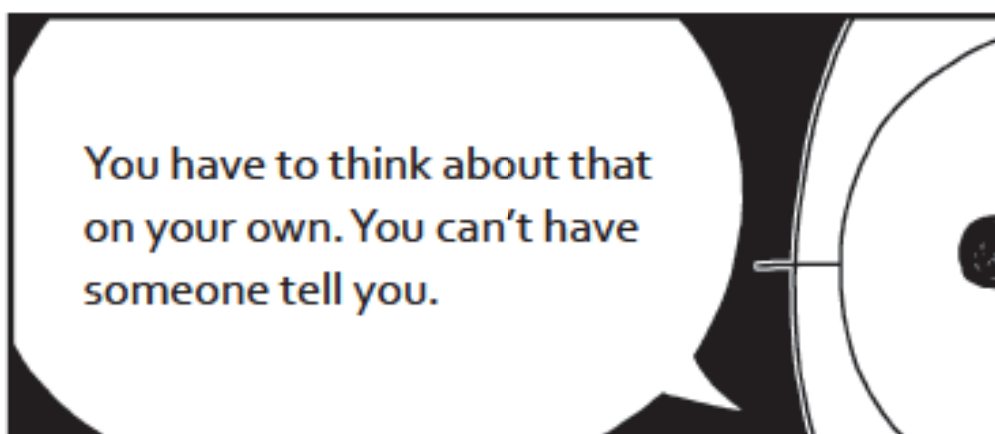 You have to think about that
on your own. You can’t have
someone tell you.